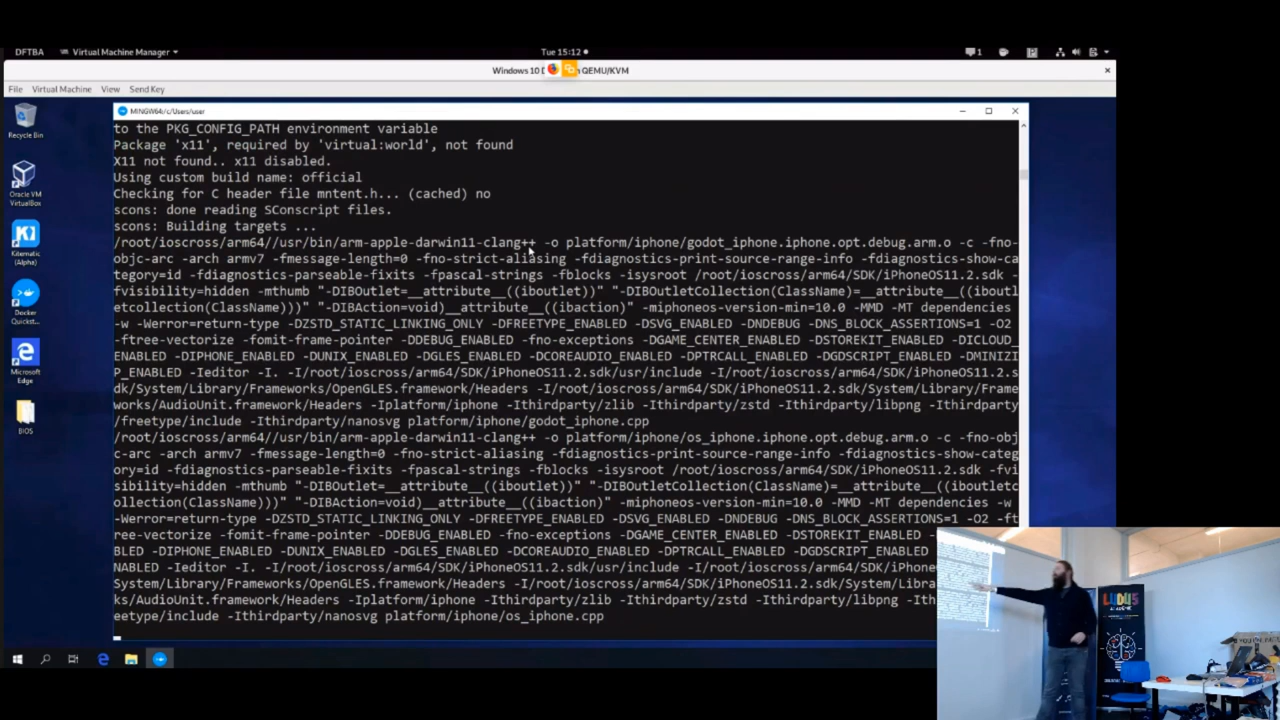 DFTBA Virtual Machine Manager Tue 15:12 1
Windows 10 QEMU/KVM
File Virtual Machine View Send Key
MINGW64:/c/Users/user
Recycle Bin
Oracle VM VirtualBox
Kitematic (Alpha)
Docker Quickst...
Microsoft Edge
BIOS
to the PKG_CONFIG_PATH environment variable
Package 'x11', required by 'virtual:world', not found
X11 not found.. x11 disabled.
Using custom build name: official
Checking for C header file mntent.h... (cached) no
scons: done reading SConscript files.
scons: Building targets ...
/root/ioscross/arm64//usr/bin/arm-apple-darwin11-clang++ -o platform/iphone/godot_iphone.iphone.opt.debug.arm.o -c -fno-
objc-arc -arch armv7 -fmessage-length=0 -fno-strict-aliasing -fdiagnostics-print-source-range-info -fdiagnostics-show-ca
tegory=id -fdiagnostics-parseable-fixits -fpascal-strings -fblocks -isysroot /root/ioscross/arm64/SDK/iPhoneOS11.2.sdk -
fvisibility=hidden -mthumb "-DIBOutlet=__attribute__((iboutlet))" "-DIBOutletCollection(ClassName)=__attribute__((iboutl
etcollection(ClassName)))" "-DIBAction=void)__attribute__((ibaction)" -miphoneos-version-min=10.0 -MMD -MT dependencies
-w -Werror=return-type -DZSTD_STATIC_LINKING_ONLY -DFREETYPE_ENABLED -DSVG_ENABLED -DNDEBUG -DNS_BLOCK_ASSERTIONS=1 -O2
-ftree-vectorize -fomit-frame-pointer -DDEBUG_ENABLED -fno-exceptions -DGAME_CENTER_ENABLED -DSTOREKIT_ENABLED -DICLOUD_
ENABLED -DIPHONE_ENABLED -DUNIX_ENABLED -DGLES_ENABLED -DCOREAUDIO_ENABLED -DPTRCALL_ENABLED -DGDSCRIPT_ENABLED -DMINIZI
P_ENABLED -Ieditor -I. -I/root/ioscross/arm64/SDK/iPhoneOS11.2.sdk/usr/include -I/root/ioscross/arm64/SDK/iPhoneOS11.2.s
dk/System/Library/Frameworks/OpenGLES.framework/Headers -I/root/ioscross/arm64/SDK/iPhoneOS11.2.sdk/System/Library/Frame
works/AudioUnit.framework/Headers -Iplatform/iphone -Ithirdparty/zlib -Ithirdparty/zstd -Ithirdparty/libpng -Ithirdparty
/freetype/include -Ithirdparty/nanosvg platform/iphone/godot_iphone.cpp
/root/ioscross/arm64//usr/bin/arm-apple-darwin11-clang++ -o platform/iphone/os_iphone.iphone.opt.debug.arm.o -c -fno-obj
c-arc -arch armv7 -fmessage-length=0 -fno-strict-aliasing -fdiagnostics-print-source-range-info -fdiagnostics-show-categ
ory=id -fdiagnostics-parseable-fixits -fpascal-strings -fblocks -isysroot /root/ioscross/arm64/SDK/iPhoneOS11.2.sdk -fvi
sibility=hidden -mthumb "-DIBOutlet=__attribute__((iboutlet))" "-DIBOutletCollection(ClassName)=__attribute__((iboutletc
ollection(ClassName)))" "-DIBAction=void)__attribute__((ibaction)" -miphoneos-version-min=10.0 -MMD -MT dependencies -w
-Werror=return-type -DZSTD_STATIC_LINKING_ONLY -DFREETYPE_ENABLED -DSVG_ENABLED -DNDEBUG -DNS_BLOCK_ASSERTIONS=1 -O2 -ft
ree-vectorize -fomit-frame-pointer -DDEBUG_ENABLED -fno-exceptions -DGAME_CENTER_ENABLED
BLED -DIPHONE_ENABLED -DUNIX_ENABLED -DGLES_ENABLED -DCOREAUDIO_ENABLED -DPTRCALL_ENABLED -DGDSCRIPT_ENABLED
NABLED -Ieditor -I. -I/root/ioscross/arm64/SDK/iPhoneOS11.2.sdk/usr/include -I/root/ioscross/arm64
System/Library/Frameworks/OpenGLES.framework/Headers -I/root/ioscross/arm64/SDK/iPhoneOS11.2.sdk/System/Libra
ks/AudioUnit.framework/Headers -Iplatform/iphone -Ithirdparty/zlib -Ithirdparty/zstd -Ithirdparty/libpng -Ith
eetype/include -Ithirdparty/nanosvg platform/iphone/os_iphone.cpp
LUDUS